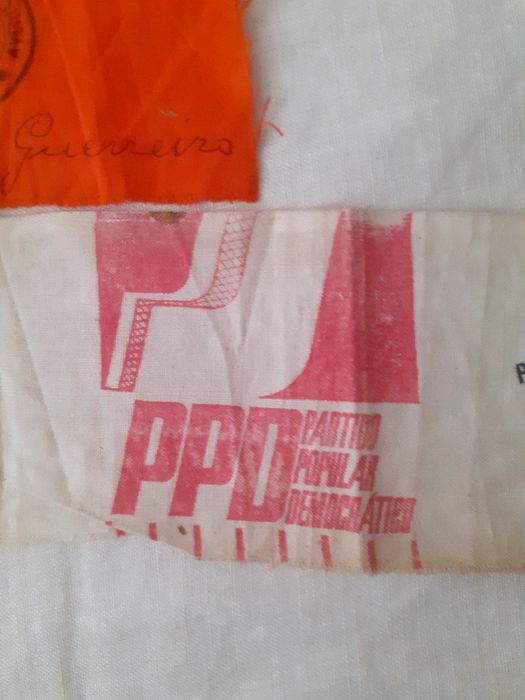 Guerreiro
PPD PARTIDO
POPULAR
DEMOCRÁTICO